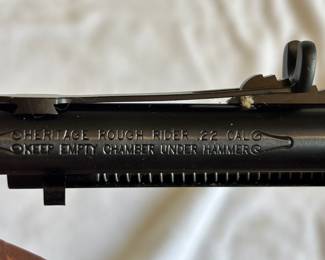 HERITAGE ROUGH RIDER .22 CAL
KEEP EMPTY CHAMBER UNDER HAMMER